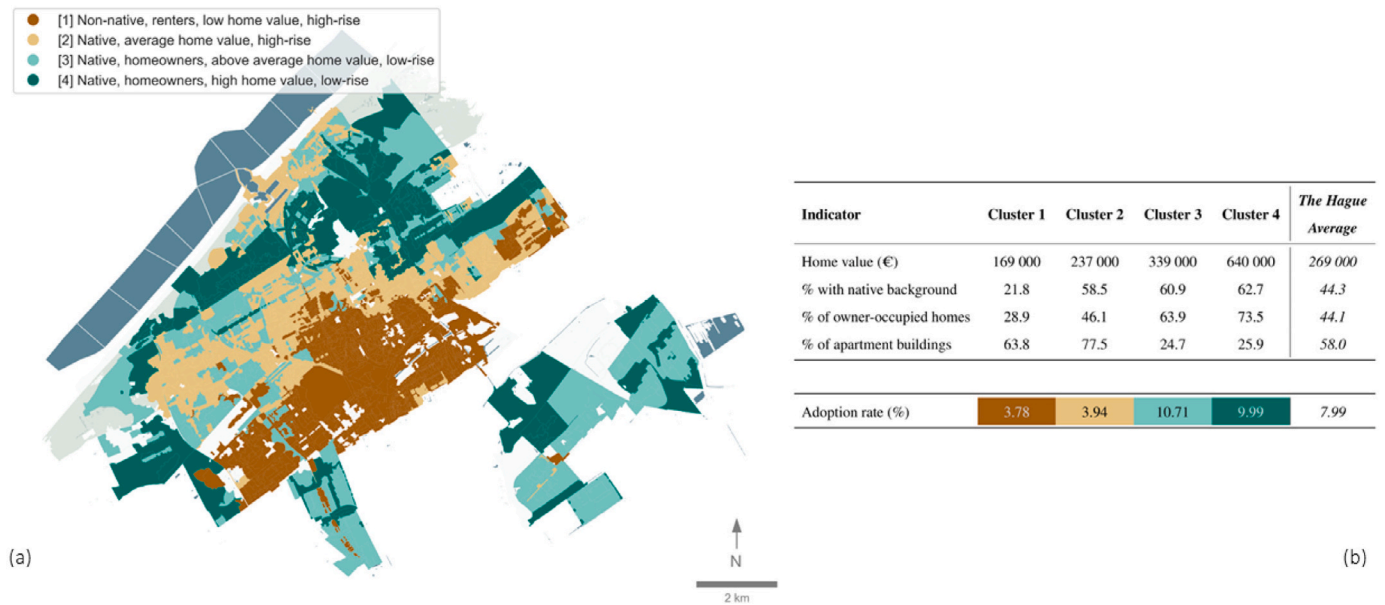 [1] Non-native, renters, low home value, high-rise
[2] Native, average home value, high-rise
[3] Native, homeowners, above average home value, low-rise
[4] Native, homeowners, high home value, low-rise
(a)
N
2 km
Indicator Cluster 1 Cluster 2 Cluster 3 Cluster 4 The Hague Average
Home value (€) 169 000 237 000 339 000 640 000 269 000
% with native background 21.8 58.5 60.9 62.7 44.3
% of owner-occupied homes 28.9 46.1 63.9 73.5 44.1
% of apartment buildings 63.8 77.5 24.7 25.9 58.0
Adoption rate (%) 3.78 3.94 10.71 9.99 7.99
(b)